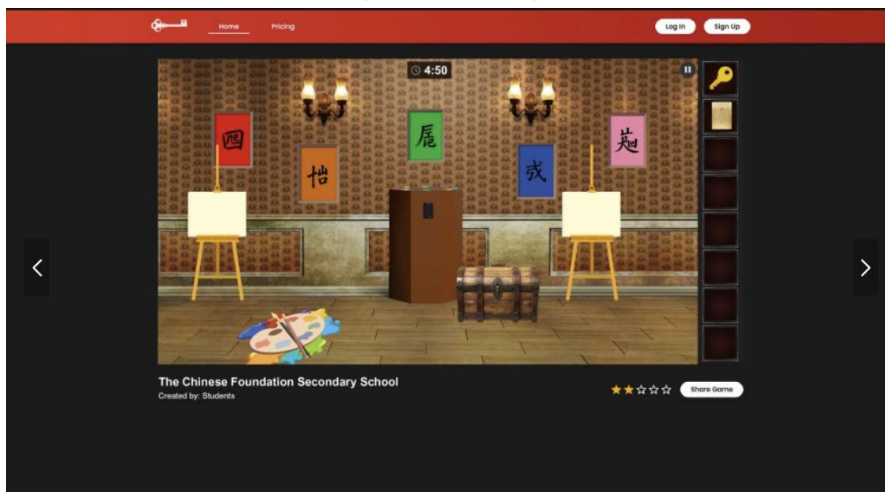 Home
Pricing
Log In
Sign Up
4:50
The Chinese Foundation Secondary School
Created by: Students
Share Game